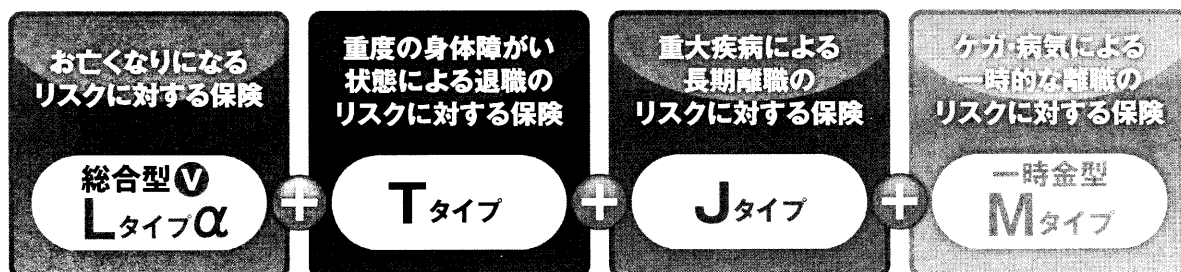 お亡くなりになる
リスクに対する保険
総合型Ⓥ
Lタイプα
+
重度の身体障がい
状態による退職の
リスクに対する保険
Tタイプ
+
重大疾病による
長期離職の
リスクに対する保険
Jタイプ
+
ケガ・病気による
一時的な離職の
リスクに対する保険
一時金型
Mタイプ